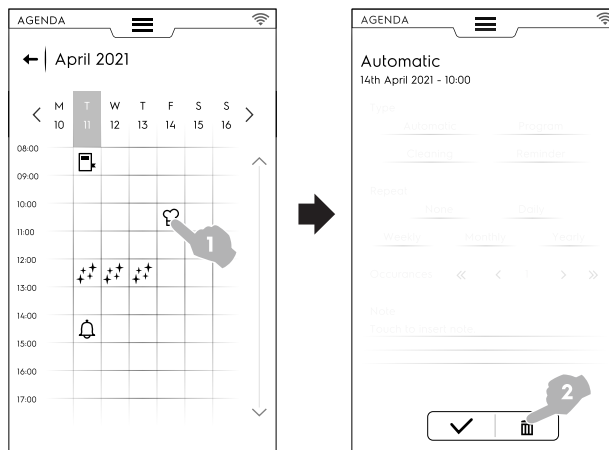 AGENDA
April 2021
M T W T F S S
10 11 12 13 14 15 16
08:00
09:00
10:00
11:00
12:00
13:00
14:00
15:00
16:00
17:00
1
AGENDA
Automatic
14th April 2021 - 10:00
Type
Automatic Program
Cleaning Reminder
Repeat
None Daily
Weekly Monthly Yearly
Occurrences 1
Note
Touch to insert note
2